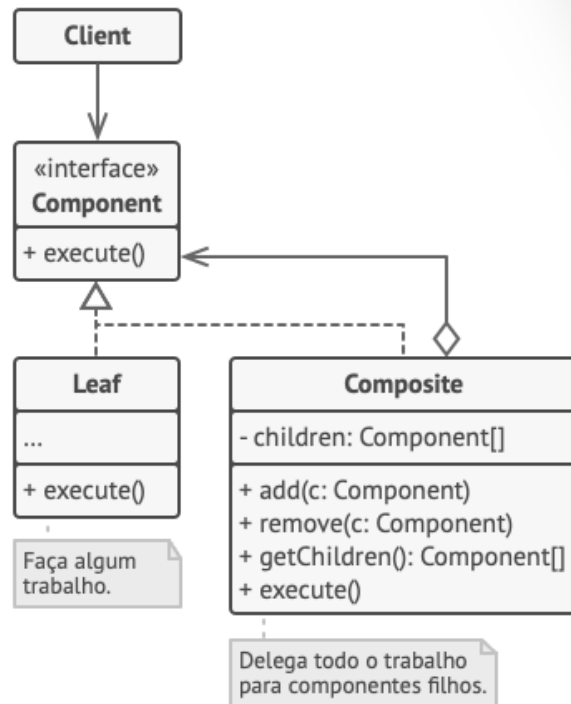 Client
«interface»
Component
+ execute()
Leaf
...
+ execute()
Faça algum
trabalho.
Composite
- children: Component[]
+ add(c: Component)
+ remove(c: Component)
+ getChildren(): Component[]
+ execute()
Delega todo o trabalho
para componentes filhos.